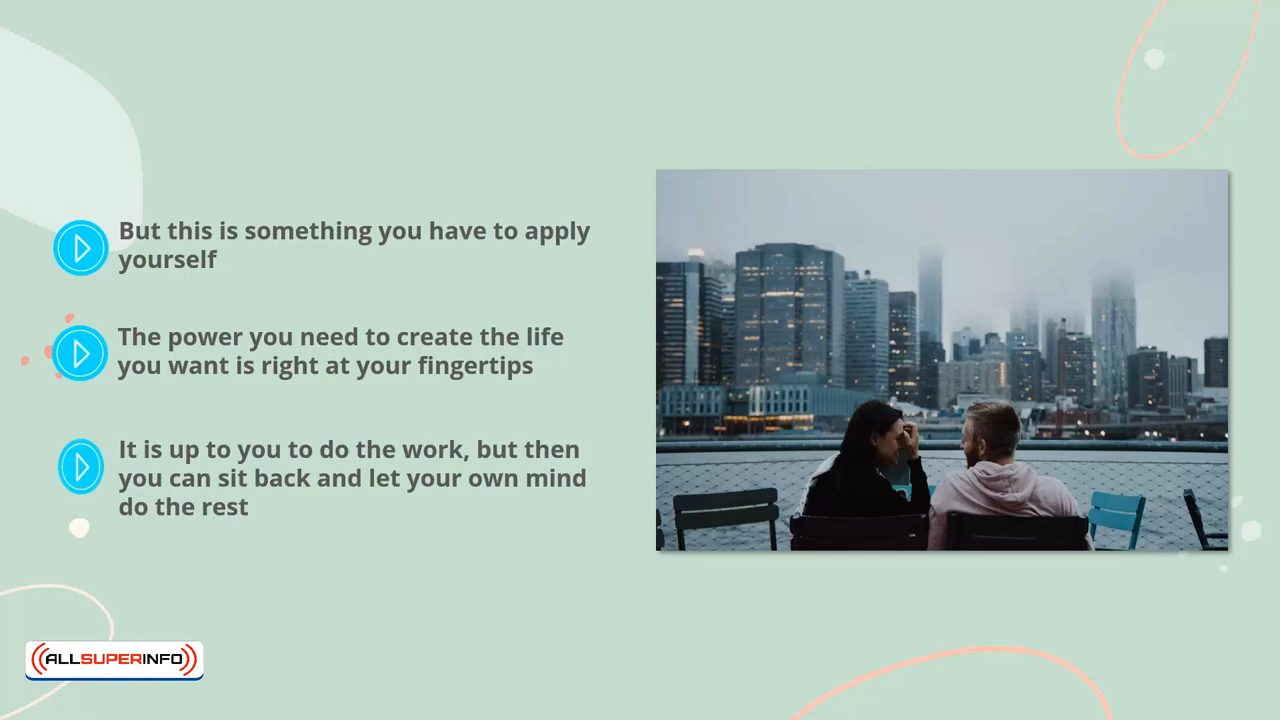 But this is something you have to apply
yourself
The power you need to create the life
you want is right at your fingertips
It is up to you to do the work, but then
you can sit back and let your own mind
do the rest
ALLSUPERINFO